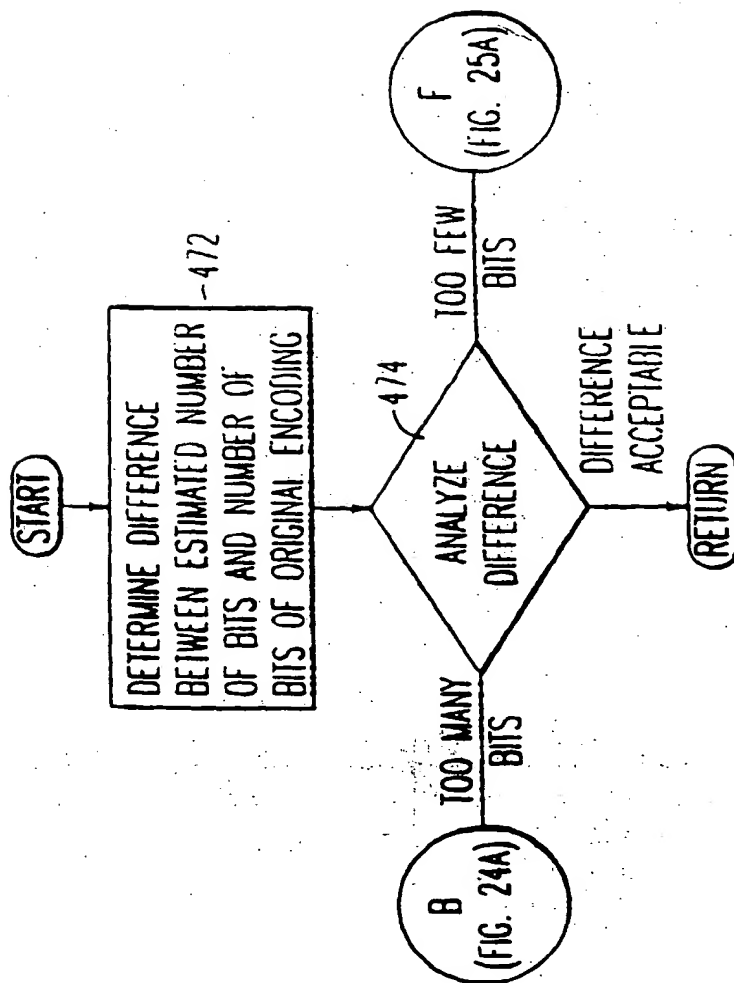 START
DETERMINE DIFFERENCE
BETWEEN ESTIMATED NUMBER
OF BITS AND NUMBER OF
BITS OF ORIGINAL ENCODING
472
474
ANALYZE
DIFFERENCE
TOO MANY
BITS
B
(FIG. 24A)
TOO FEW
BITS
F
(FIG. 25A)
DIFFERENCE
ACCEPTABLE
RETURN